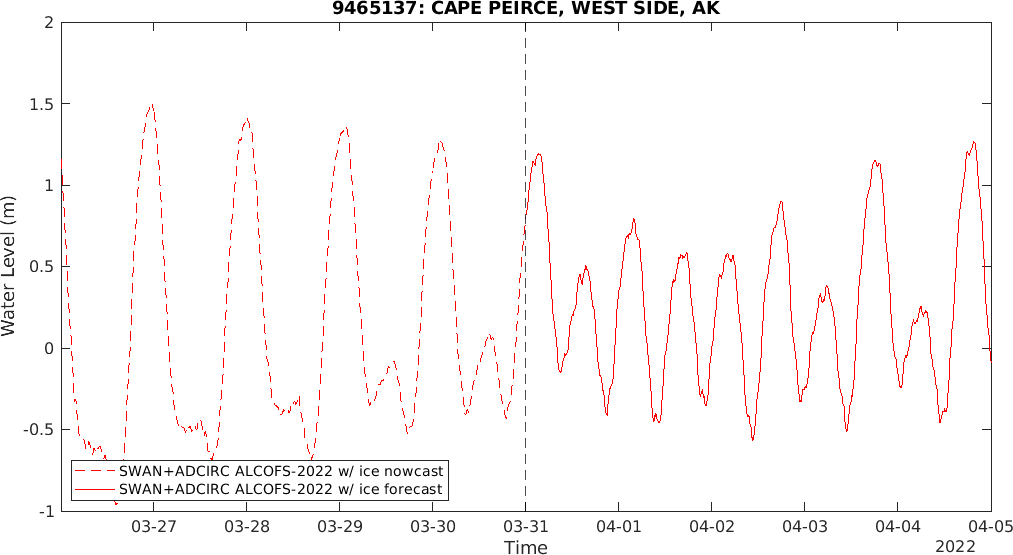 9465137: CAPE PEIRCE, WEST SIDE, AK
Water Level (m)
2
1.5
1
0.5
0
-0.5
-1
SWAN+ADCIRC ALCOFS-2022 w/ ice nowcast
SWAN+ADCIRC ALCOFS-2022 w/ ice forecast
03-27 03-28 03-29 03-30 03-31 04-01 04-02 04-03 04-04 04-05
Time
2022